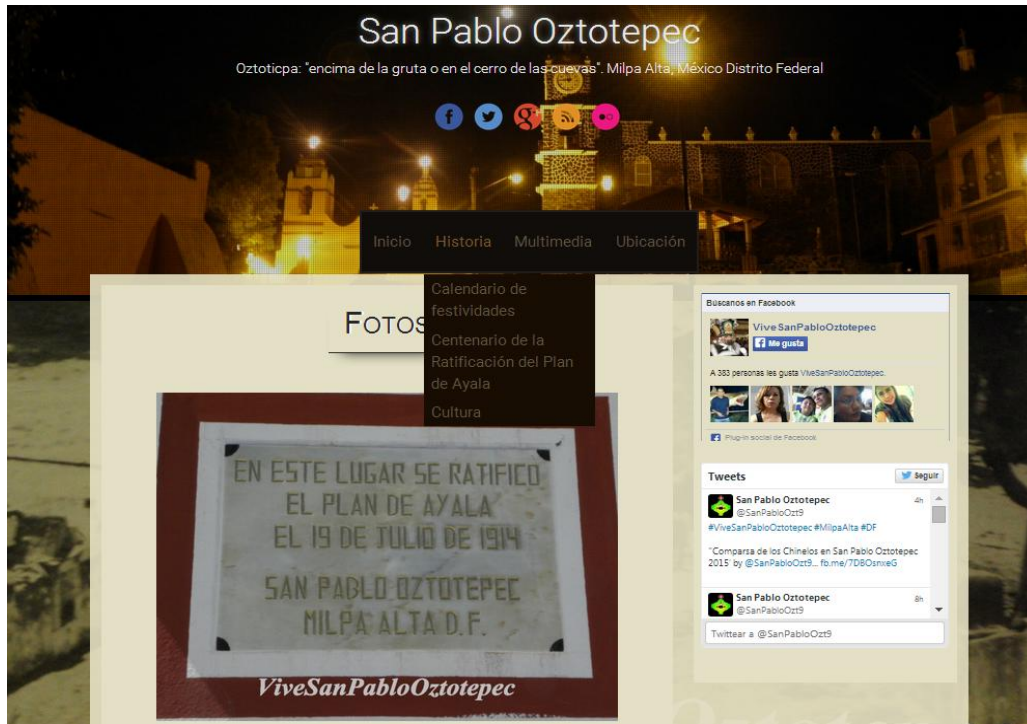 San Pablo Oztotepec
Oztoticpa: "encima de la gruta o en el cerro de las cuevas". Milpa Alta, México Distrito Federal
Inicio Historia Multimedia Ubicación
Calendario de
festividades
Centenario de la
Ratificación del Plan
de Ayala
Cultura
FOTOS
EN ESTE LUGAR SE RATIFICO
EL PLAN DE AYALA
EL 19 DE JULIO DE 1914
SAN PABLO OZTOTEPEC
MILPA ALTA D.F.
ViveSanPabloOztotepec
Búscanos en Facebook
ViveSanPabloOztotepec
Me gusta
A 383 personas les gusta ViveSanPabloOztotepec.
Plug-in social de Facebook
Tweets
Seguir
San Pablo Oztotepec 4h
@SanPabloOzt9
#ViveSanPabloOztotepec #MilpaAlta #DF
"Comparsa de los Chinelos en San Pablo Oztotepec
2015' by @SanPabloOzt9... fb.me/7DBOsnxeG
San Pablo Oztotepec 8h
@SanPabloOzt9
Twittear a @SanPabloOzt9